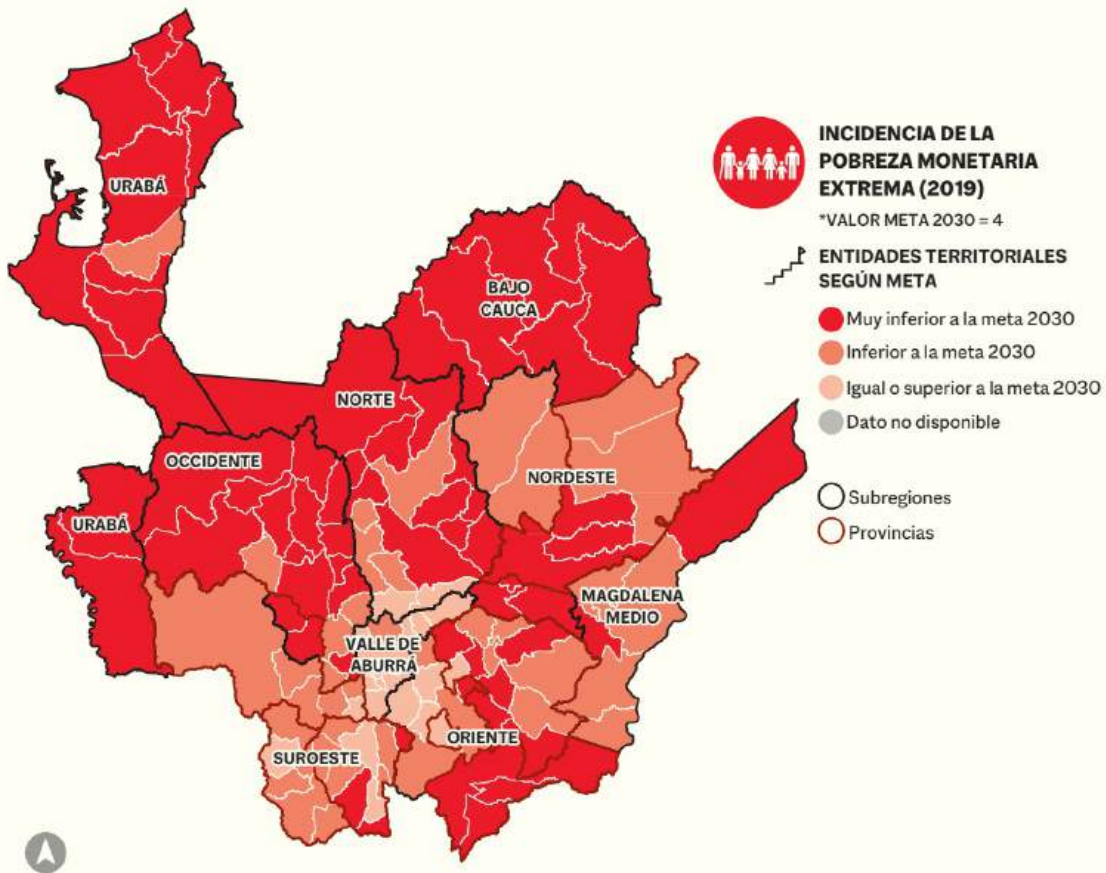 INCIDENCIA DE LA
POBREZA MONETARIA
EXTREMA (2019)
*VALOR META 2030 = 4
ENTIDADES TERRITORIALES
SEGÚN META
Muy inferior a la meta 2030
Inferior a la meta 2030
Igual o superior a la meta 2030
Dato no disponible
Subregiones
Provincias
URABÁ
BAJO
CAUCA
NORTE
OCCIDENTE
NORDESTE
URABÁ
MAGDALENA
MEDIO
VALLE DE
ABURRÁ
ORIENTE
SUROESTE